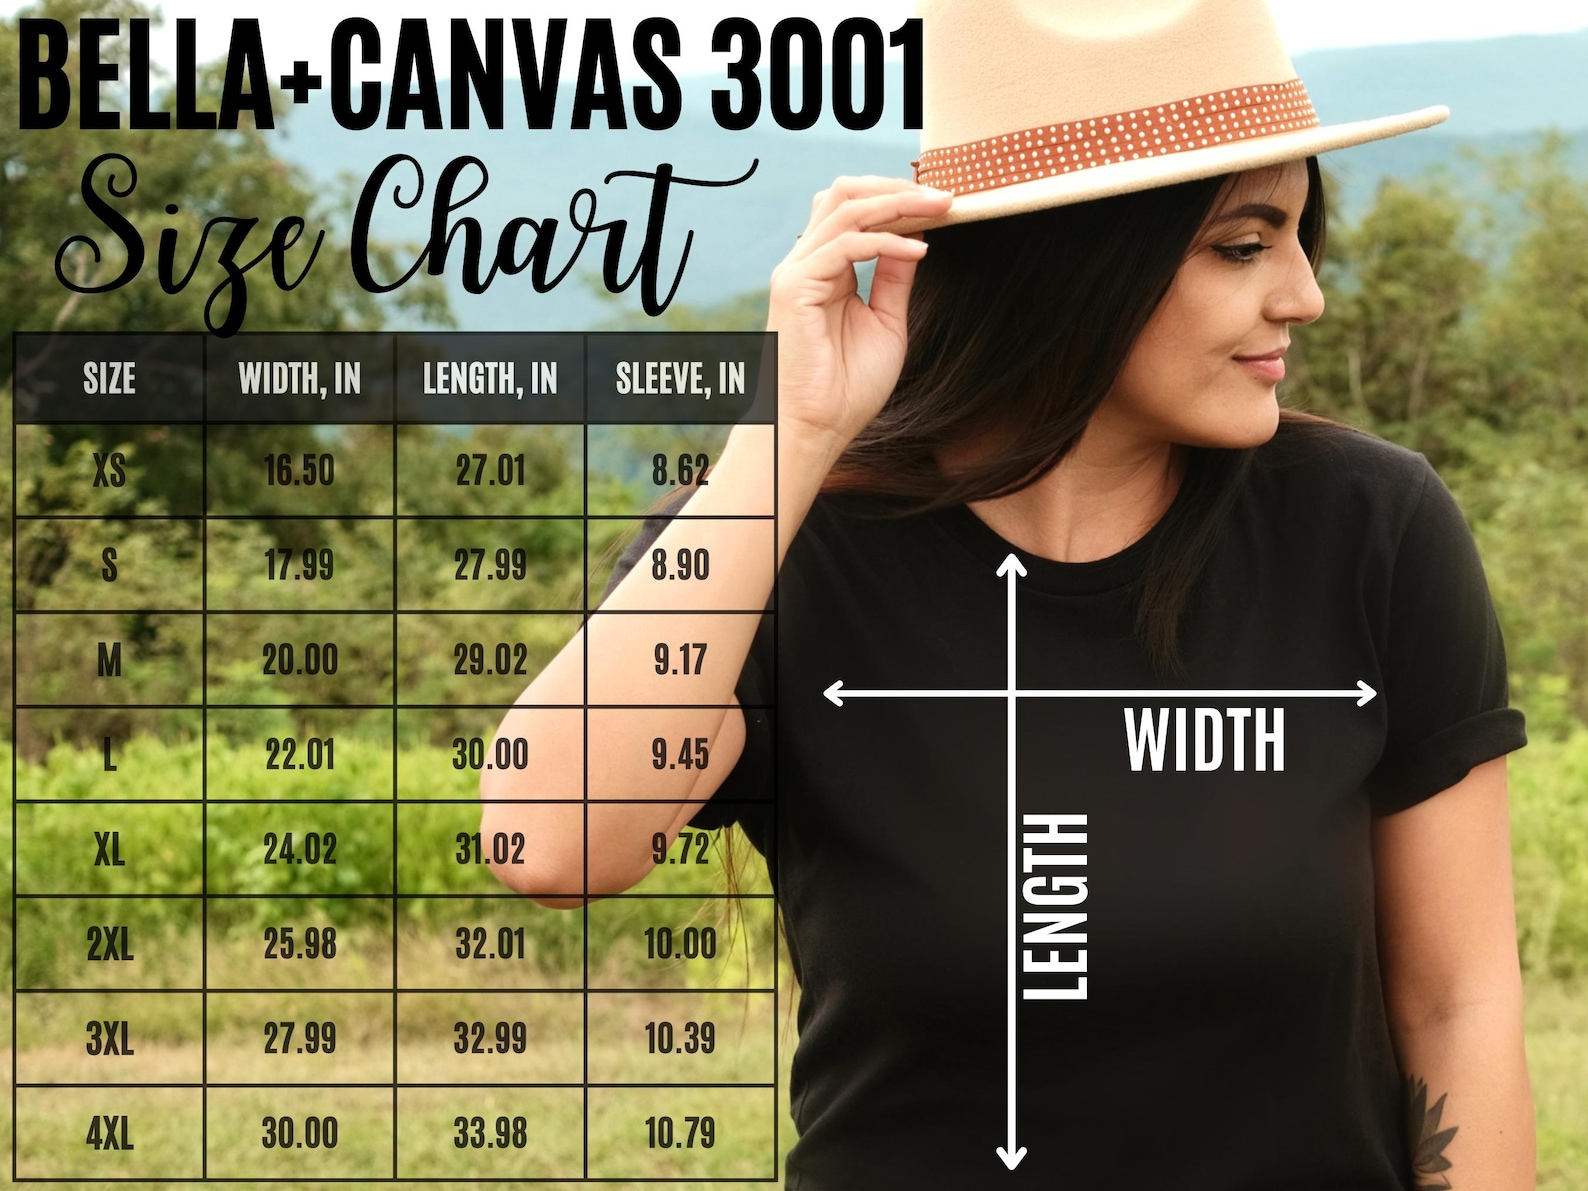 BELLA+CANVAS 3001
Size Chart
SIZE WIDTH, IN LENGTH, IN SLEEVE, IN
XS 16.50 27.01 8.62
S 17.99 27.99 8.90
M 20.00 29.02 9.17
L 22.01 30.00 9.45
XL 24.02 31.02 9.72
2XL 25.98 32.01 10.00
3XL 27.99 32.99 10.39
4XL 30.00 33.98 10.79
WIDTH
LENGTH